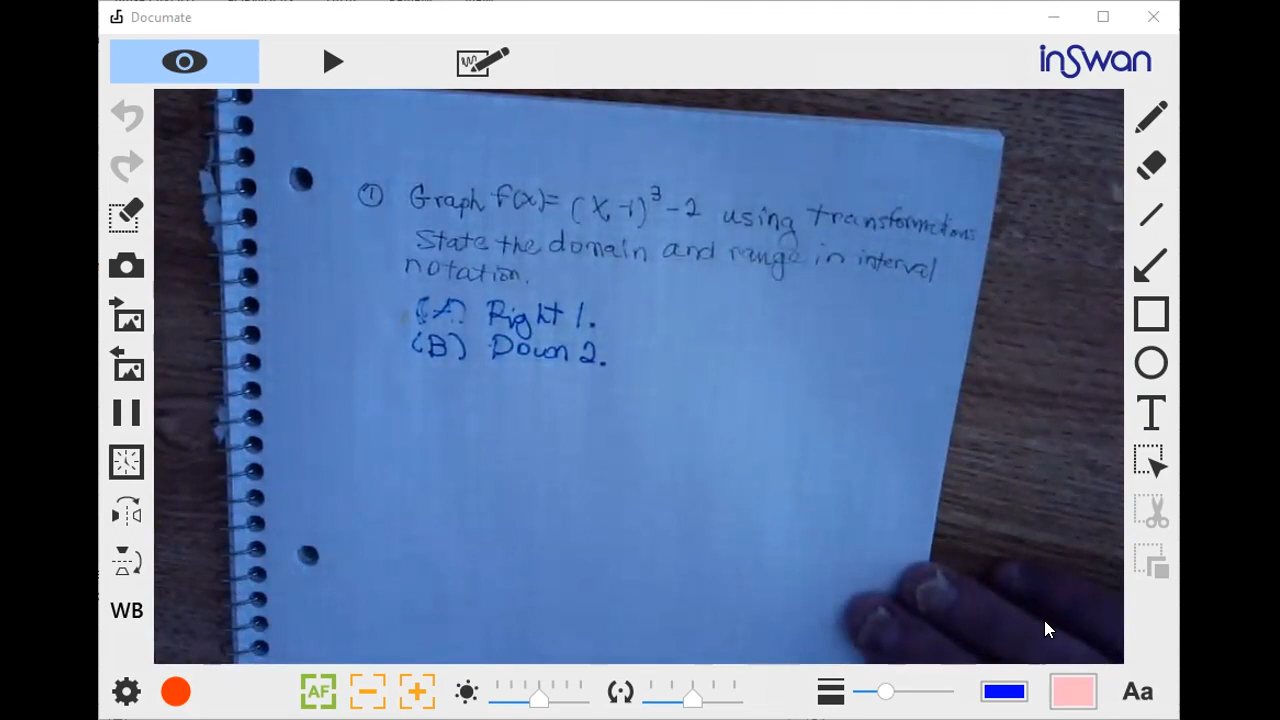 Documate
inSwan
① Graph f(x)= (x-1)³-2 using transformations.
State the domain and range in interval
notation.
(A) Right 1.
(B) Down 2.
WB
AF
T
Aa